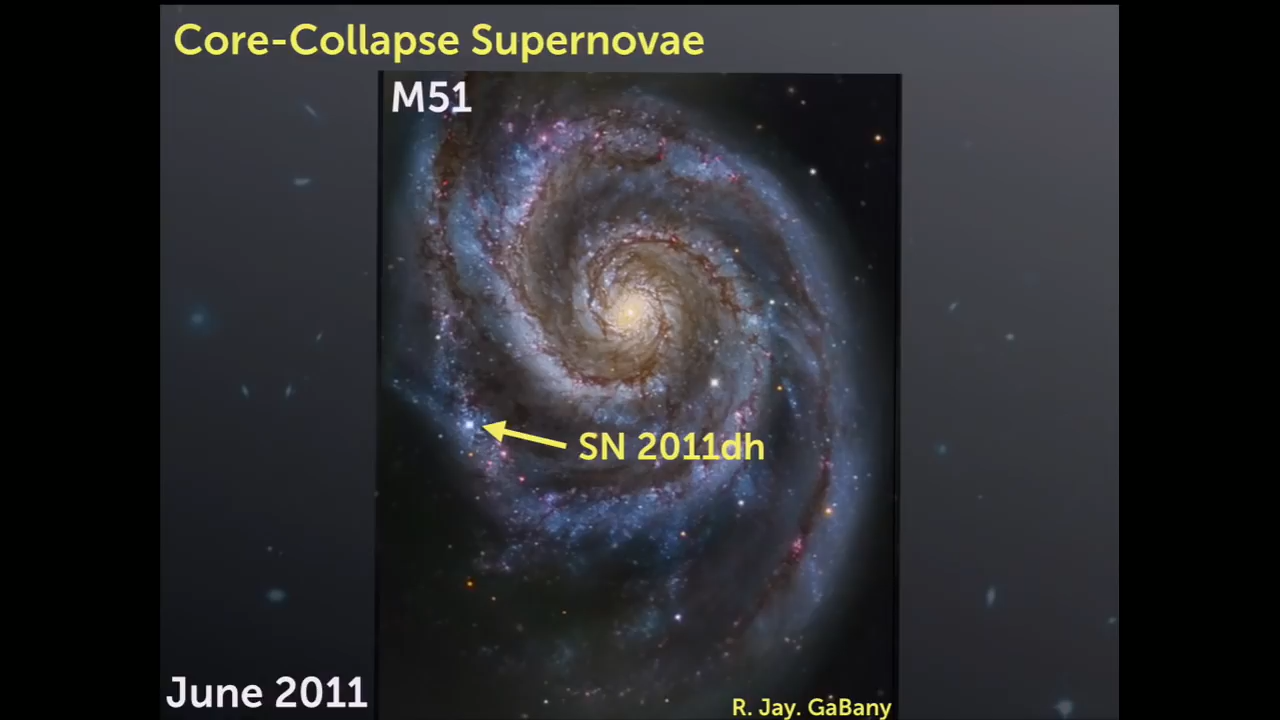 Core-Collapse Supernovae
M51
SN 2011dh
June 2011
R. Jay. GaBany